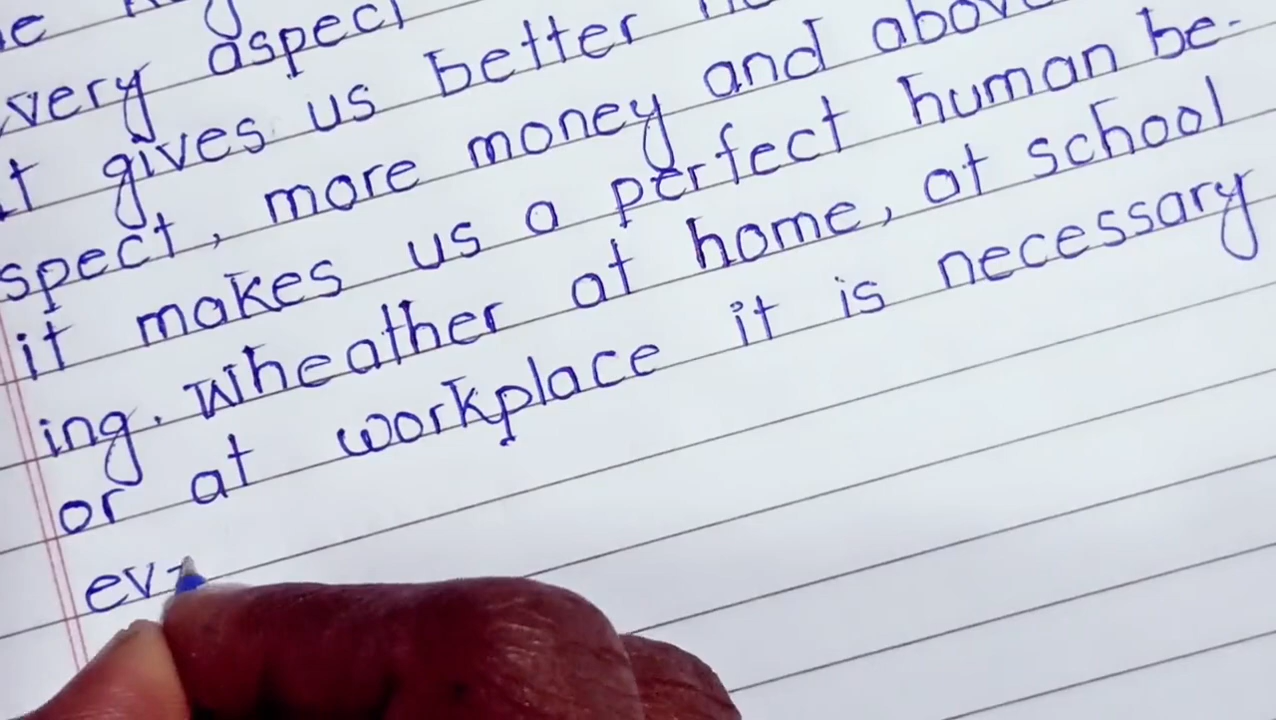 very aspect
It gives us better
spect, more money and above
it makes us a perfect human be-
ing. Wheather at home, at school
or at workplace it is necessary
ev